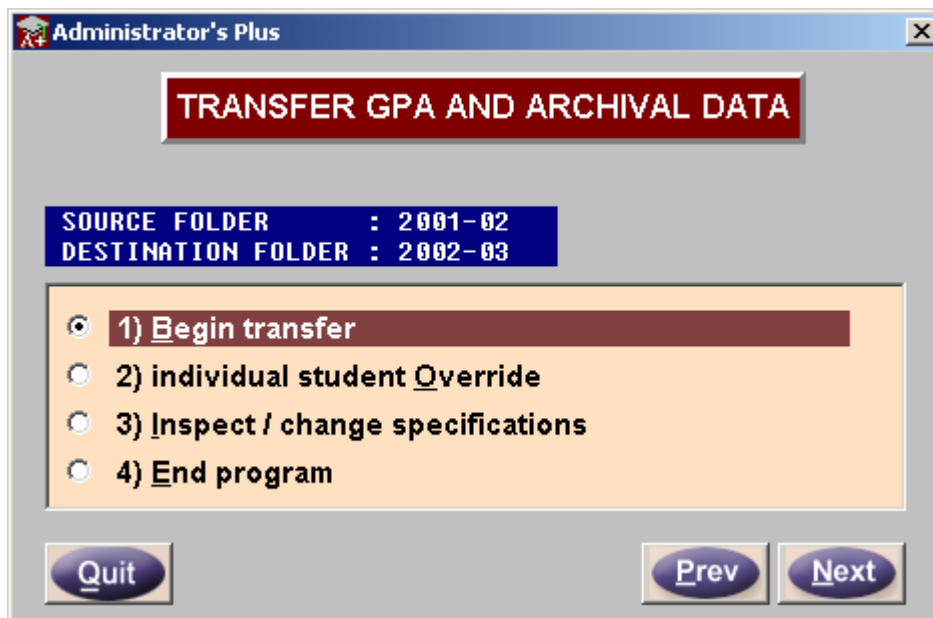 Administrator's Plus
TRANSFER GPA AND ARCHIVAL DATA
SOURCE FOLDER : 2001-02
DESTINATION FOLDER : 2002-03
1) Begin transfer
2) individual student Override
3) Inspect / change specifications
4) End program
Quit Prev Next